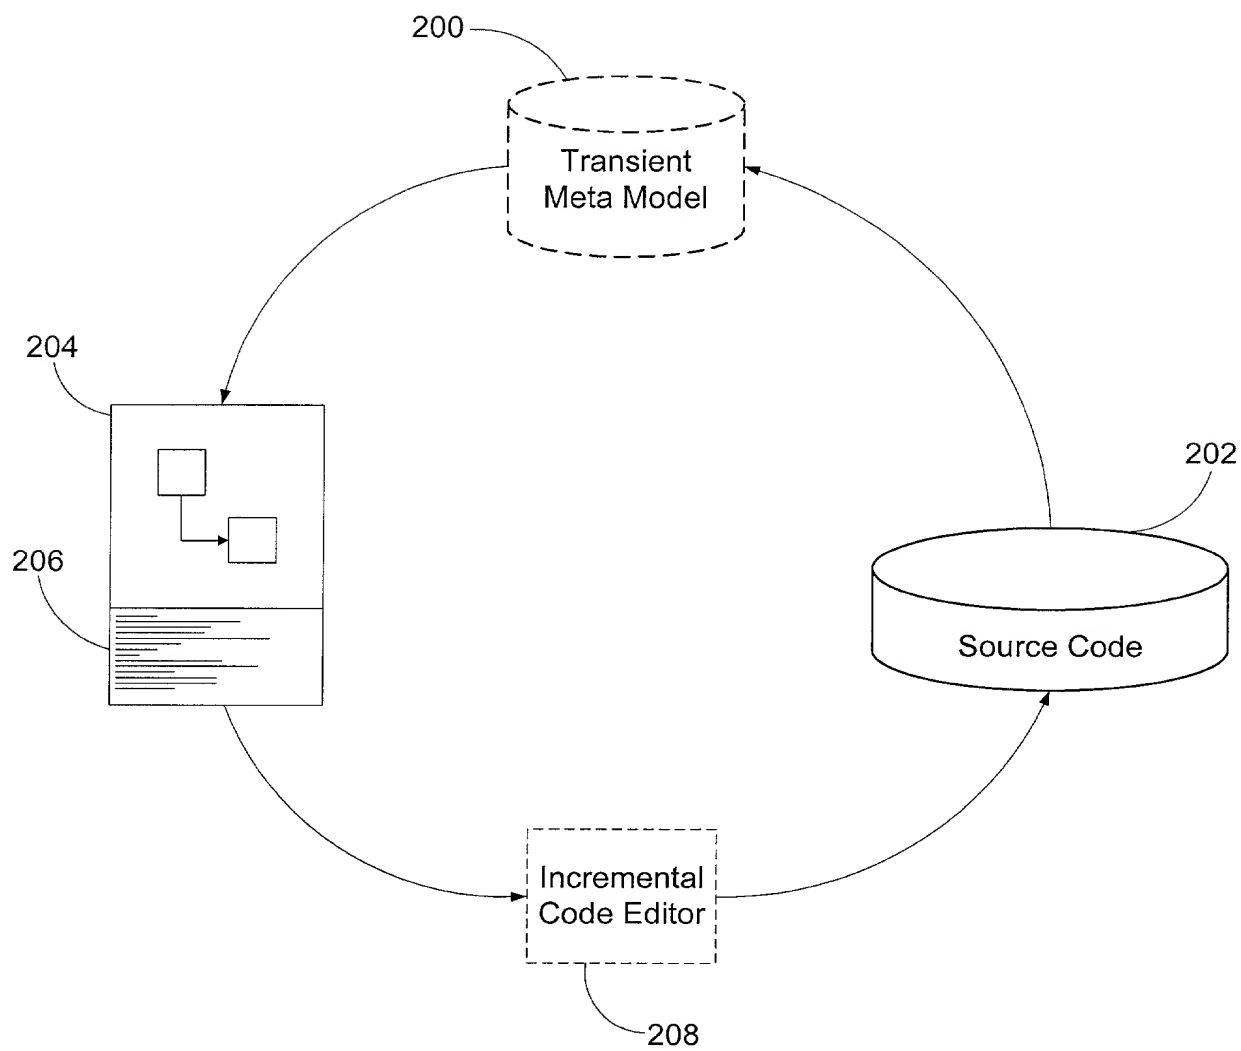 200
Transient
Meta Model
204
202
206
Source Code
Incremental
Code Editor
208